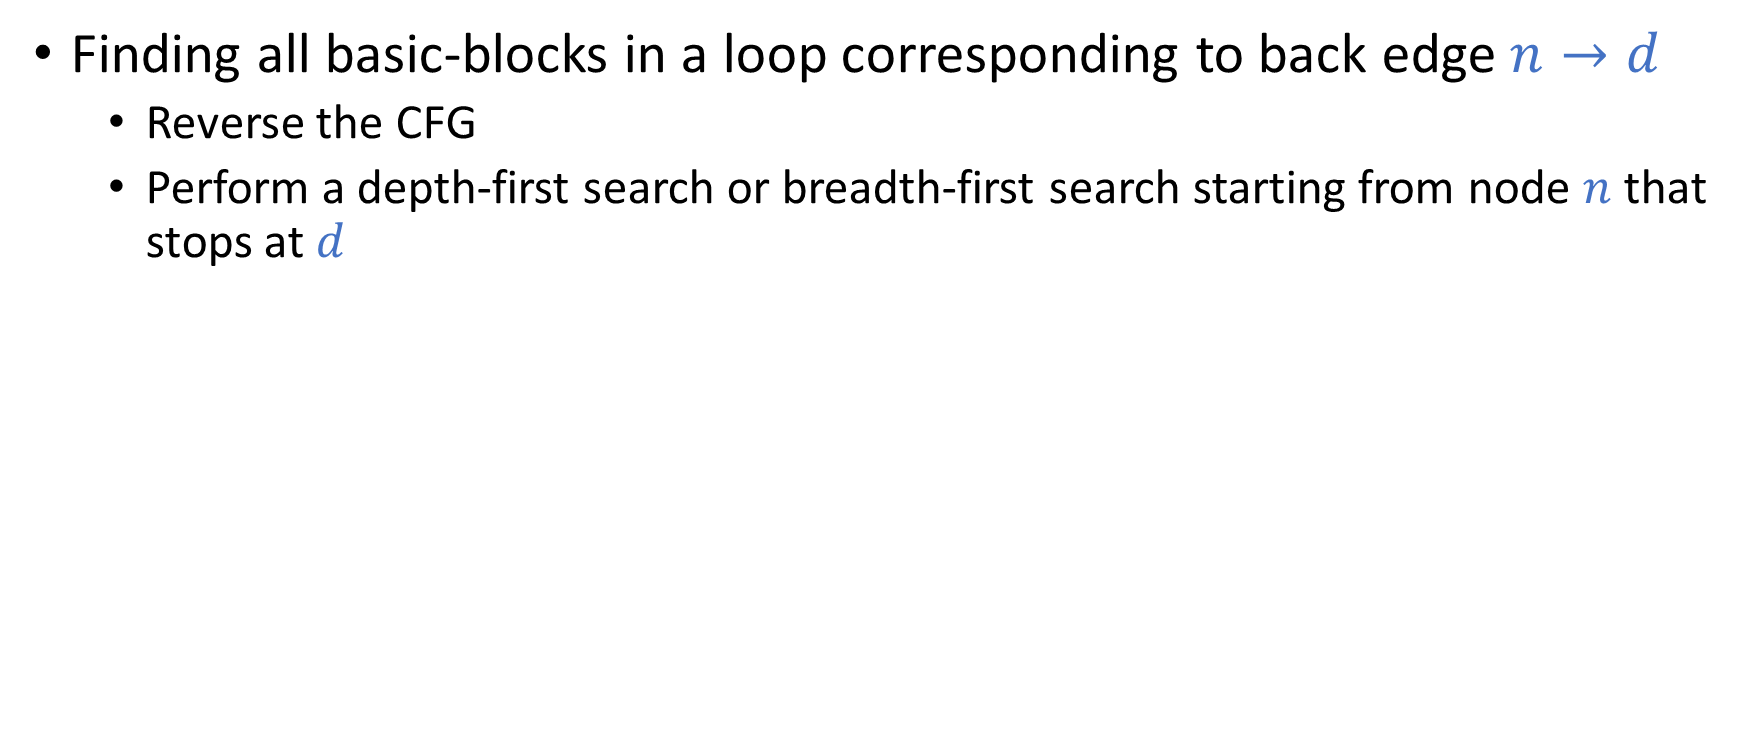 • Finding all basic-blocks in a loop corresponding to back edge n → d
• Reverse the CFG
• Perform a depth-first search or breadth-first search starting from node n that
stops at d